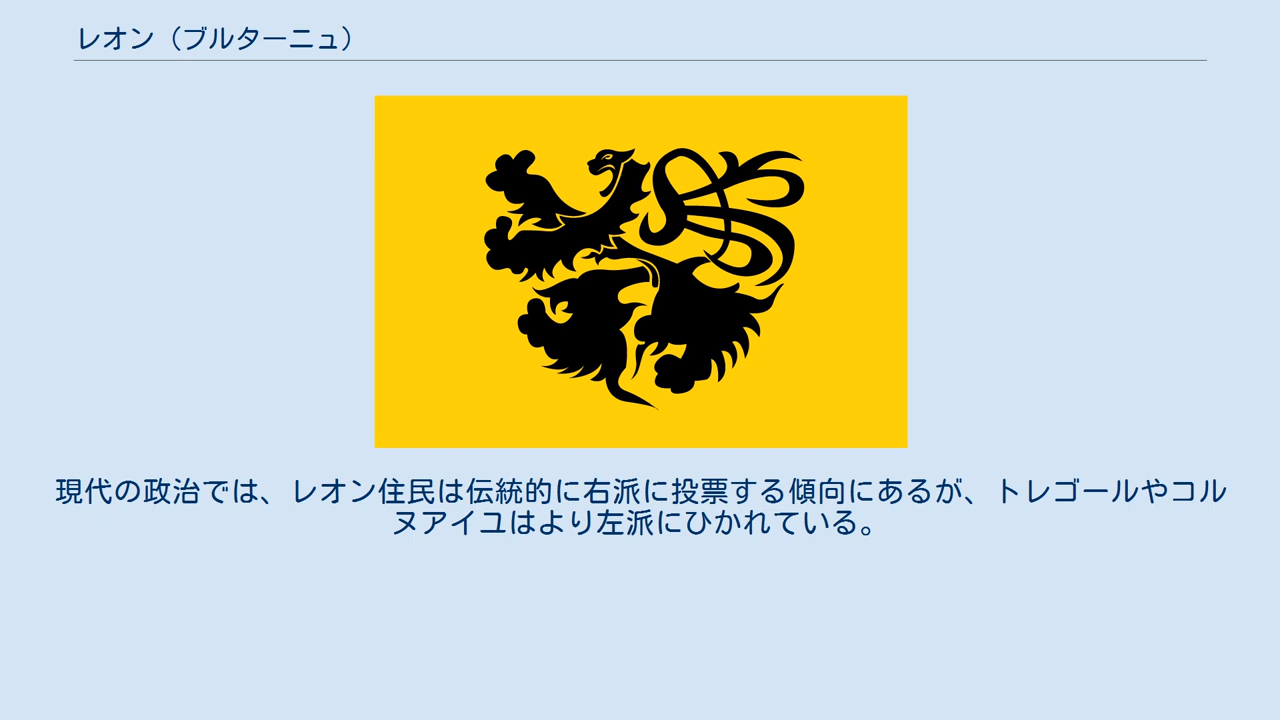 レオン（ブルターニュ）
現代の政治では、レオン住民は伝統的に右派に投票する傾向にあるが、トレゴールやコル
ヌアイユはより左派にひかれている。